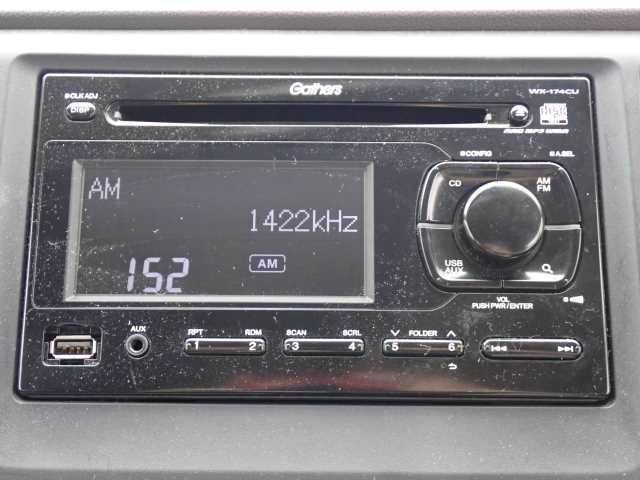 Gathers
WX-174CU
CLK ADJ
DISP
CONFIG
A.SEL
CD
AM
FM
USB
AUX
VOL
PUSH PWR/ENTER
AM
1422kHz
152
AM
AUX
RPT
RDM
SCAN
SCRL
FOLDER
1
2
3
4
5
6